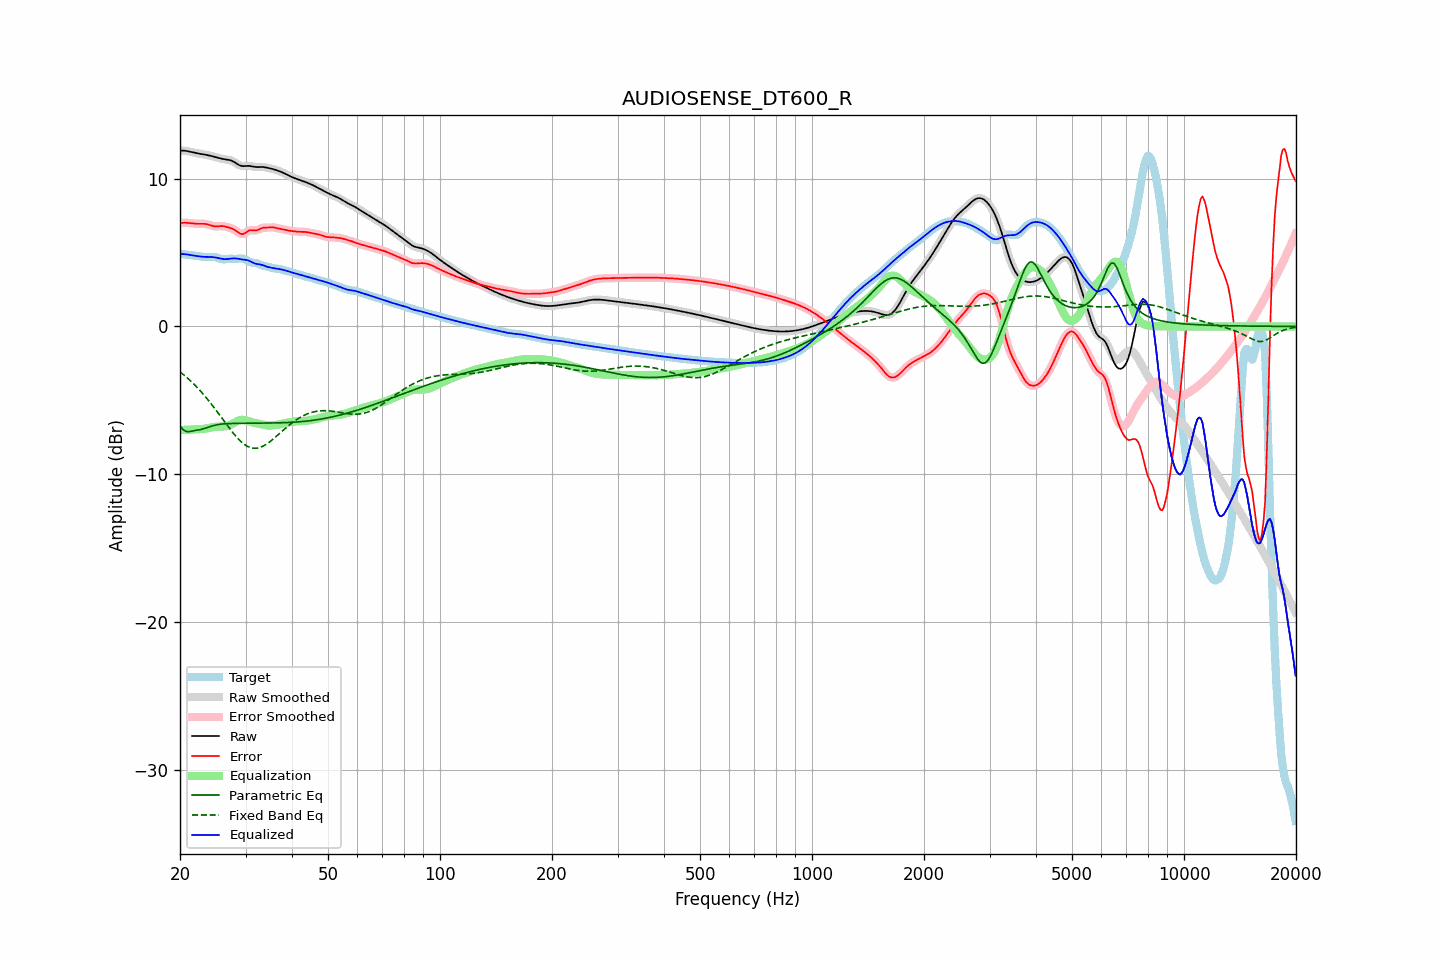 AUDIOSENSE_DT600_R
10
0
−10
−20
−30
Amplitude (dBr)
Target
Raw Smoothed
Error Smoothed
Raw
Error
Equalization
Parametric Eq
Fixed Band Eq
Equalized
20 50 100 200 500 1000 2000 5000 10000 20000
Frequency (Hz)